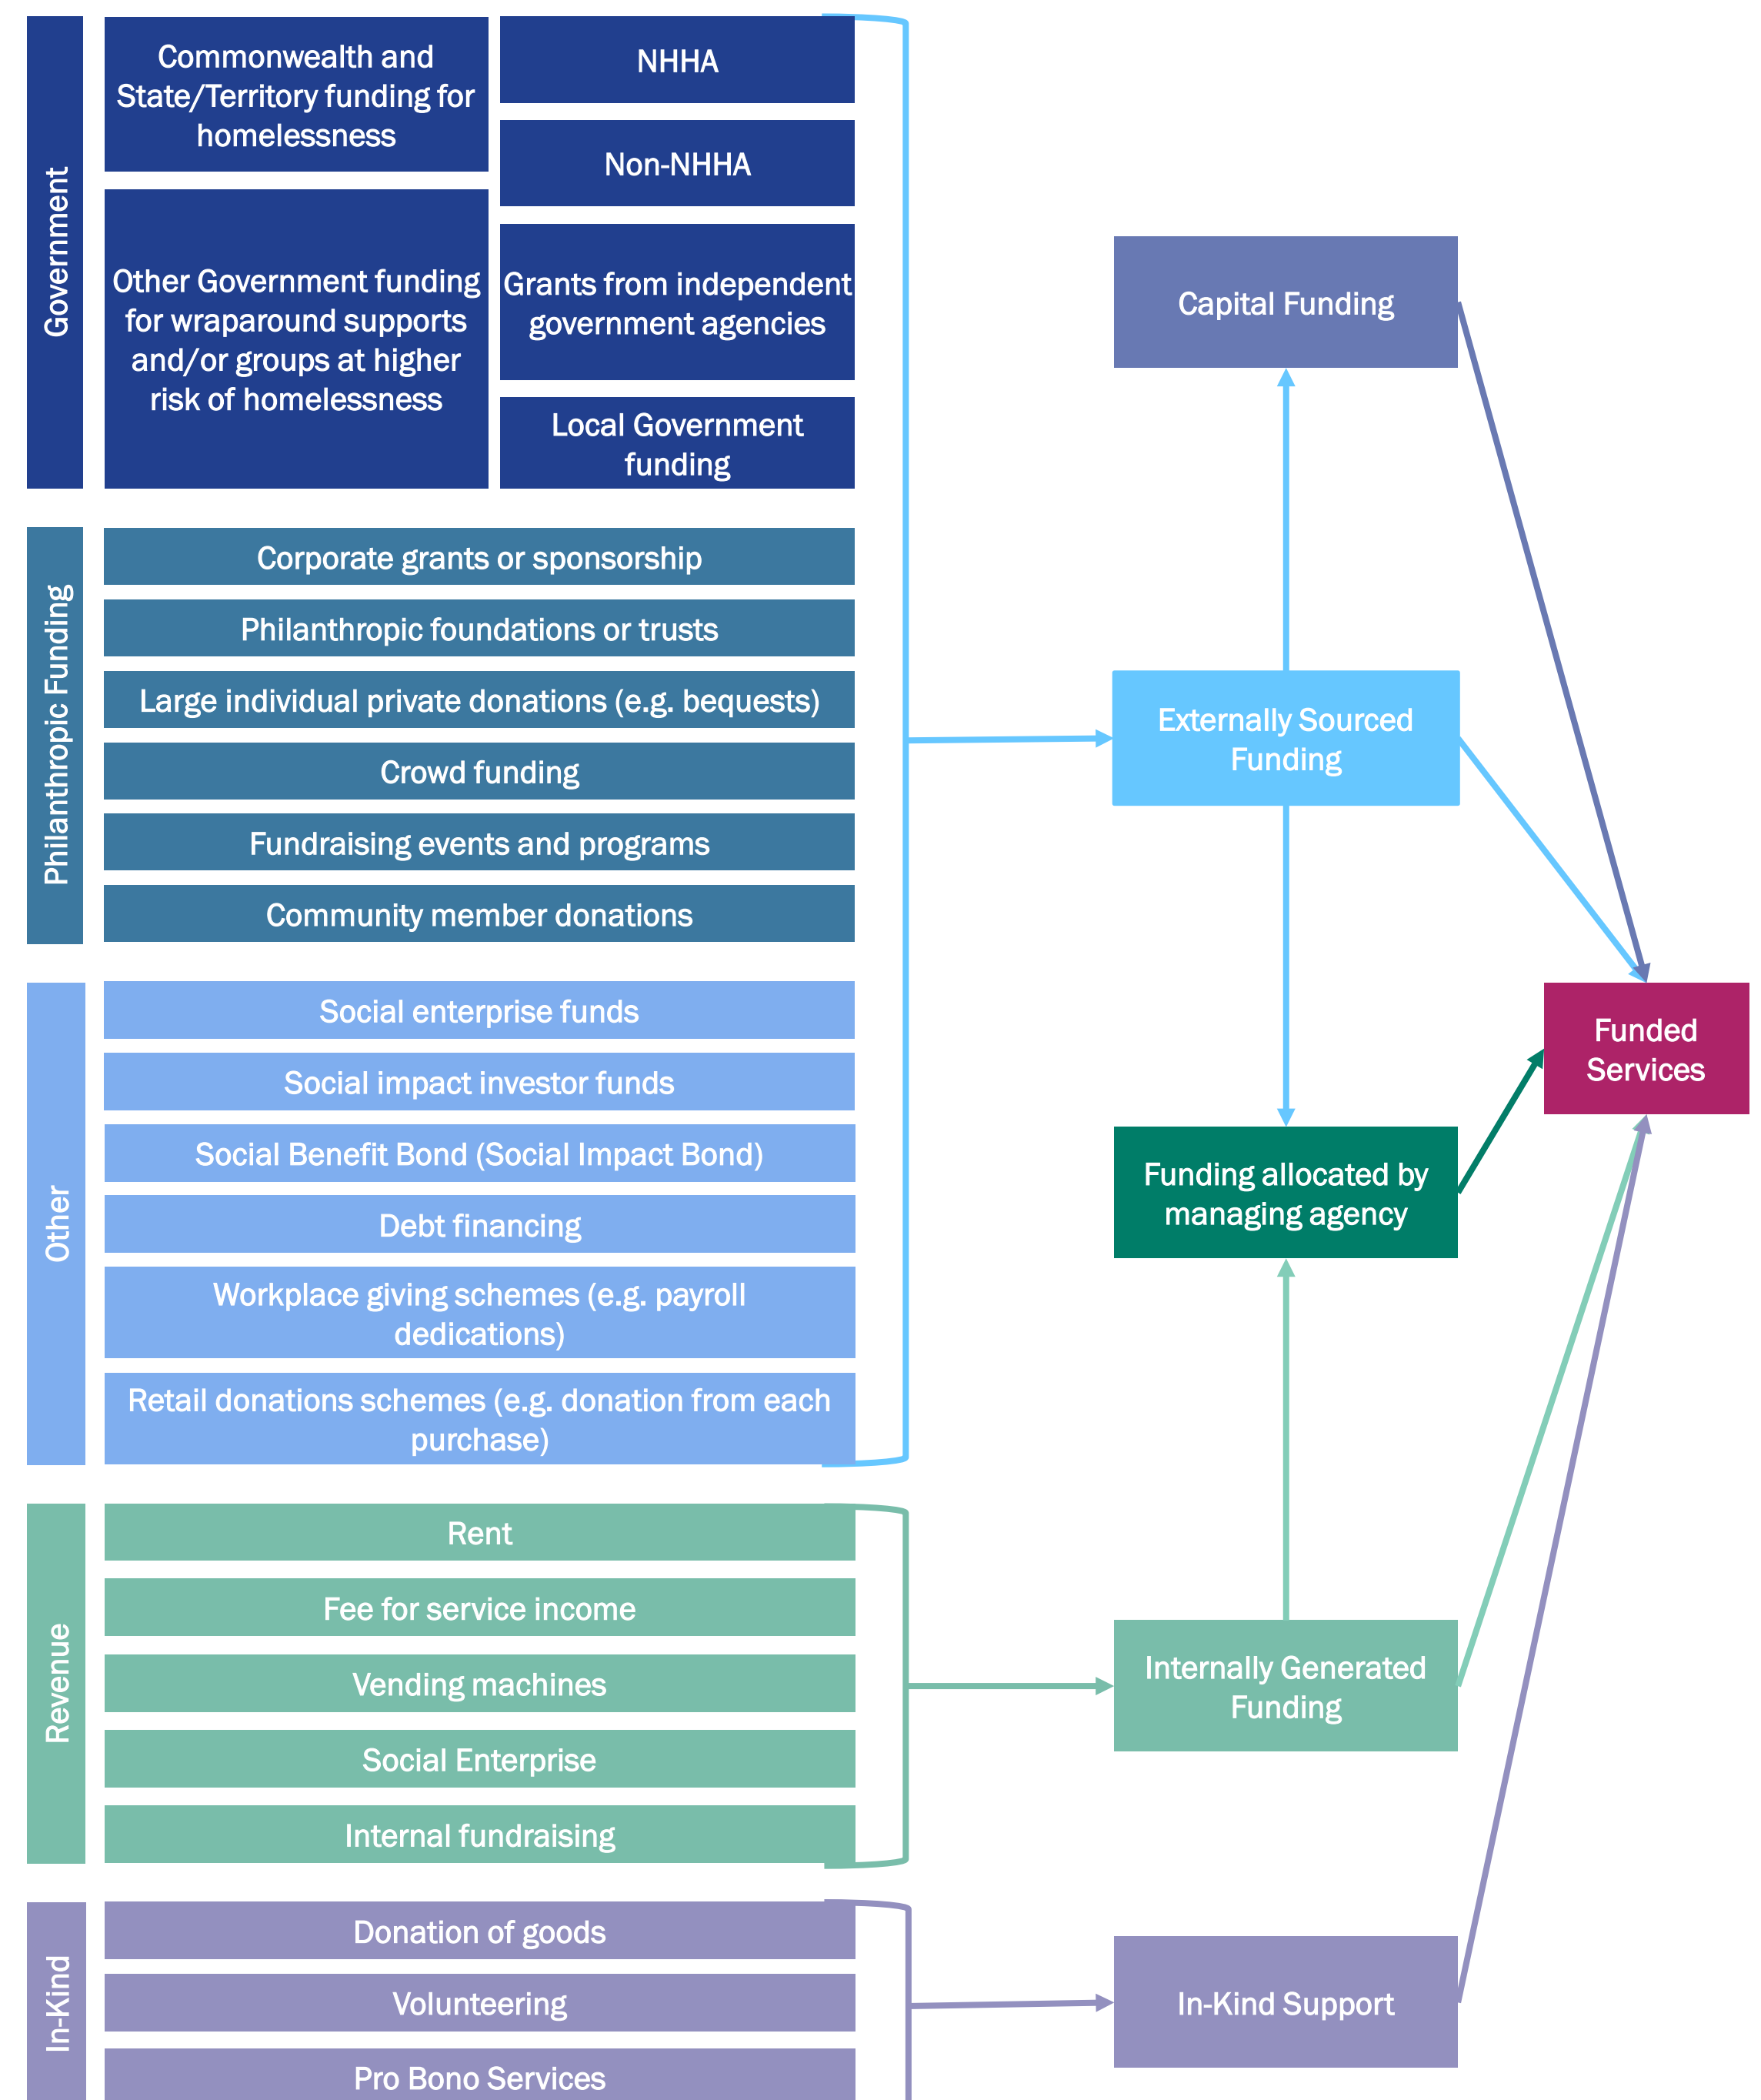 Government
Commonwealth and
State/Territory funding for
homelessness
Other Government funding
for wraparound supports
and/or groups at higher
risk of homelessness
NHHA
Non-NHHA
Grants from independent
government agencies
Local Government
funding
Philanthropic Funding
Corporate grants or sponsorship
Philanthropic foundations or trusts
Large individual private donations (e.g. bequests)
Crowd funding
Fundraising events and programs
Community member donations
Other
Social enterprise funds
Social impact investor funds
Social Benefit Bond (Social Impact Bond)
Debt financing
Workplace giving schemes (e.g. payroll
dedications)
Retail donations schemes (e.g. donation from each
purchase)
Revenue
Rent
Fee for service income
Vending machines
Social Enterprise
Internal fundraising
In-Kind
Donation of goods
Volunteering
Pro Bono Services
Capital Funding
Externally Sourced
Funding
Funding allocated by
managing agency
Internally Generated
Funding
In-Kind Support
Funded
Services